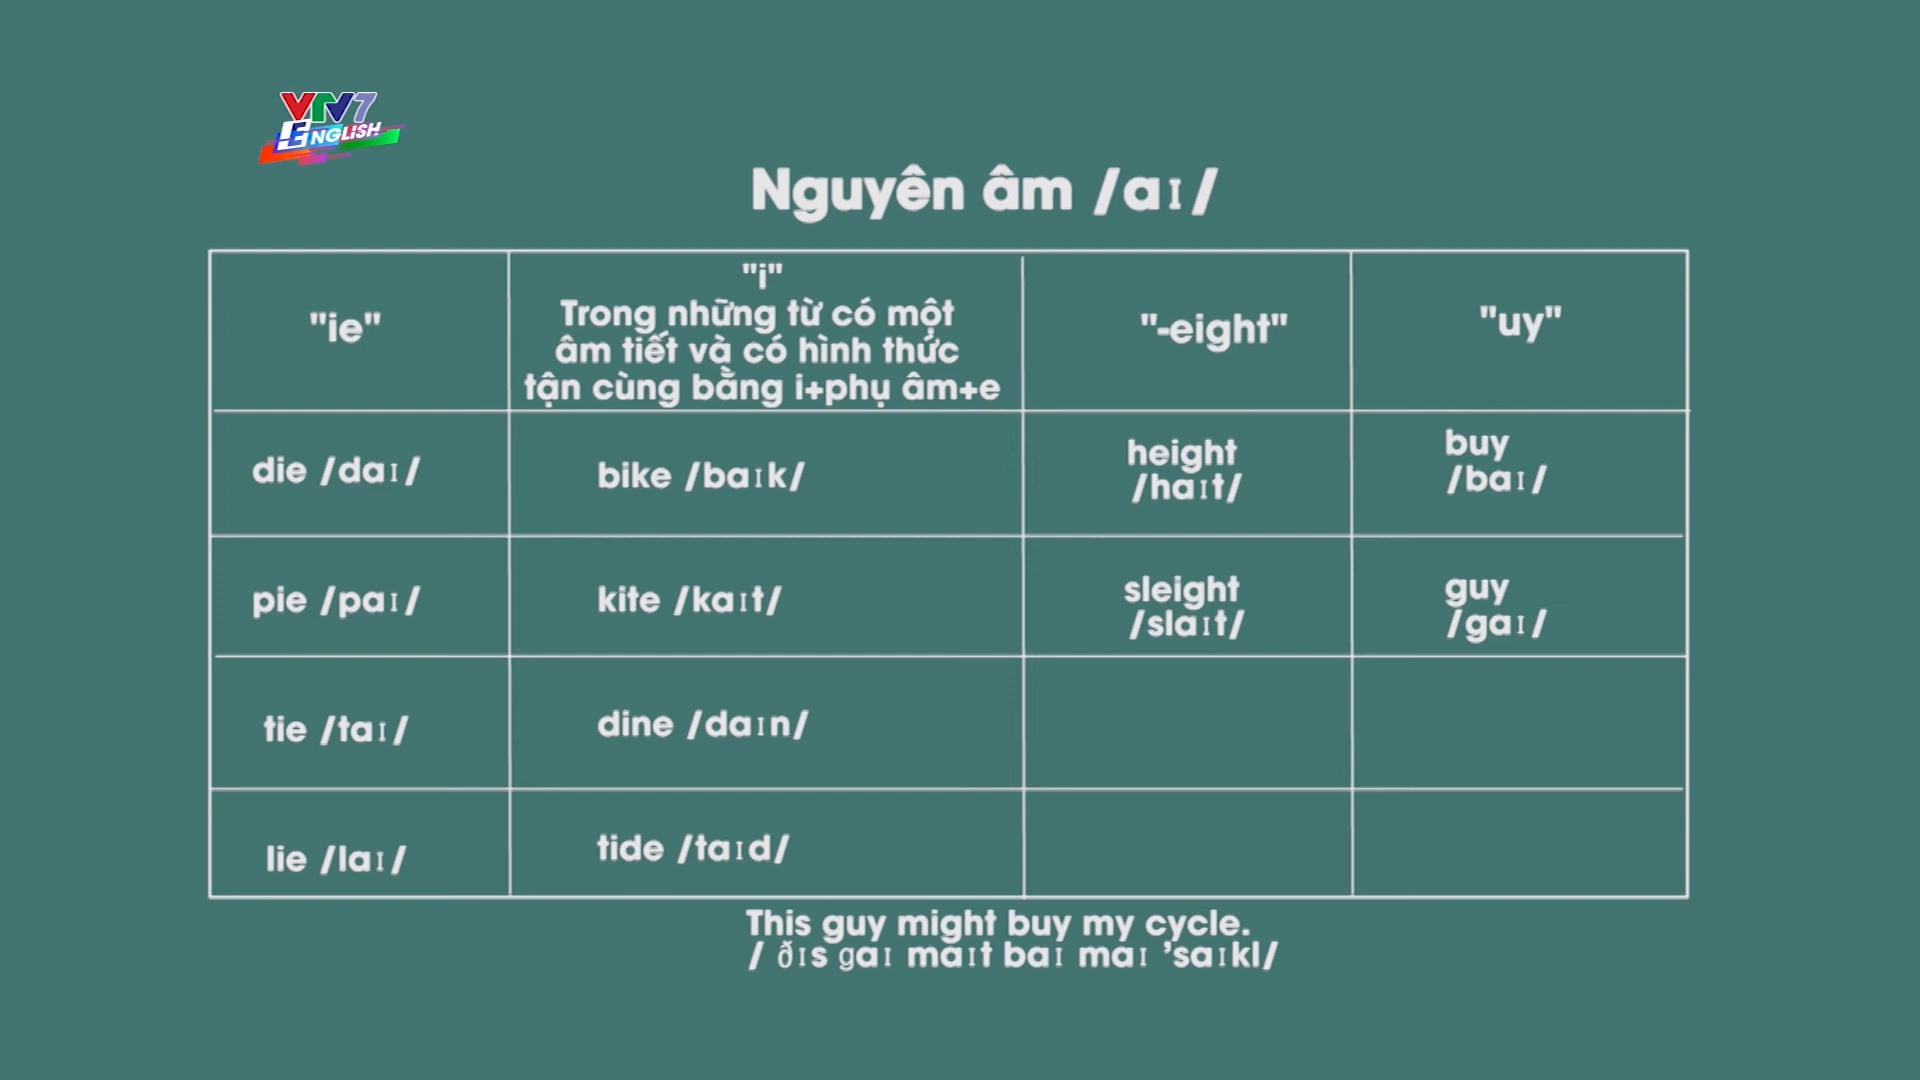 VTV7
ENGLISH
Nguyên âm /aɪ/
"ie"
"i"
Trong những từ có một
âm tiết và có hình thức
tận cùng bằng i+phụ âm+e
"-eight"
"uy"
die /daɪ/
bike /baɪk/
height
/haɪt/
buy
/baɪ/
pie /paɪ/
kite /kaɪt/
sleight
/slaɪt/
guy
/gaɪ/
tie /taɪ/
dine /daɪn/
lie /laɪ/
tide /taɪd/
This guy might buy my cycle.
/ ðɪs gaɪ maɪt baɪ maɪ ’saɪkl/